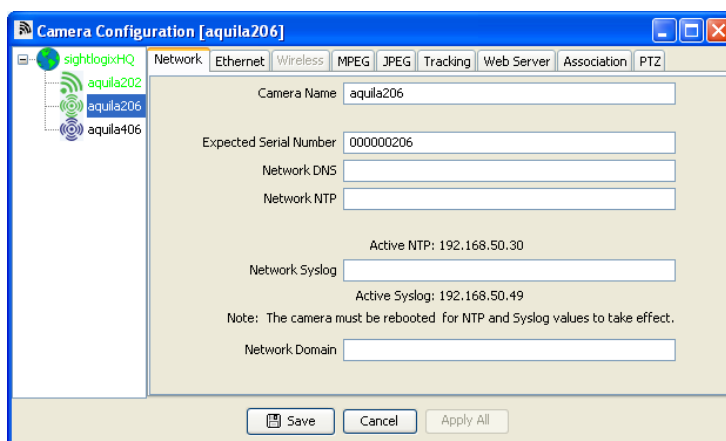 Camera Configuration [aquila206]
sightlogixHQ
aquila202
aquila206
aquila406
Network Ethernet Wireless MPEG JPEG Tracking Web Server Association PTZ
Camera Name aquila206
Expected Serial Number 000000206
Network DNS
Network NTP
Active NTP: 192.168.50.30
Network Syslog
Active Syslog: 192.168.50.49
Note: The camera must be rebooted for NTP and Syslog values to take effect.
Network Domain
Save Cancel Apply All